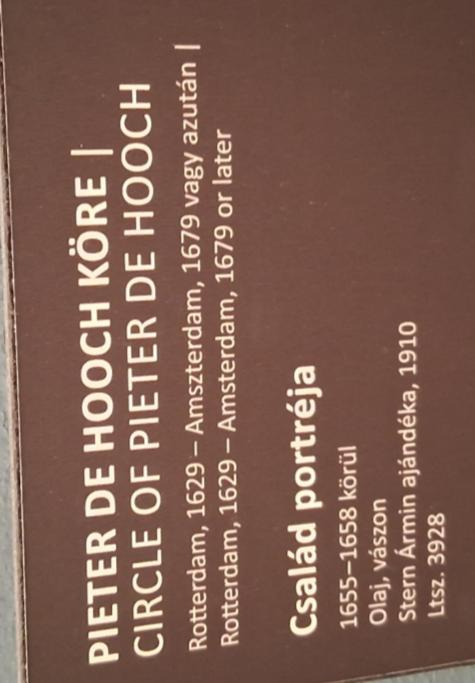 PIETER DE HOOCH KÖRE |
CIRCLE OF PIETER DE HOOCH
Rotterdam, 1629 – Amszterdam, 1679 vagy azután |
Rotterdam, 1629 – Amsterdam, 1679 or later
Család portréja
1655–1658 körül
Olaj, vászon
Stern Ármin ajándéka, 1910
Ltsz. 3928